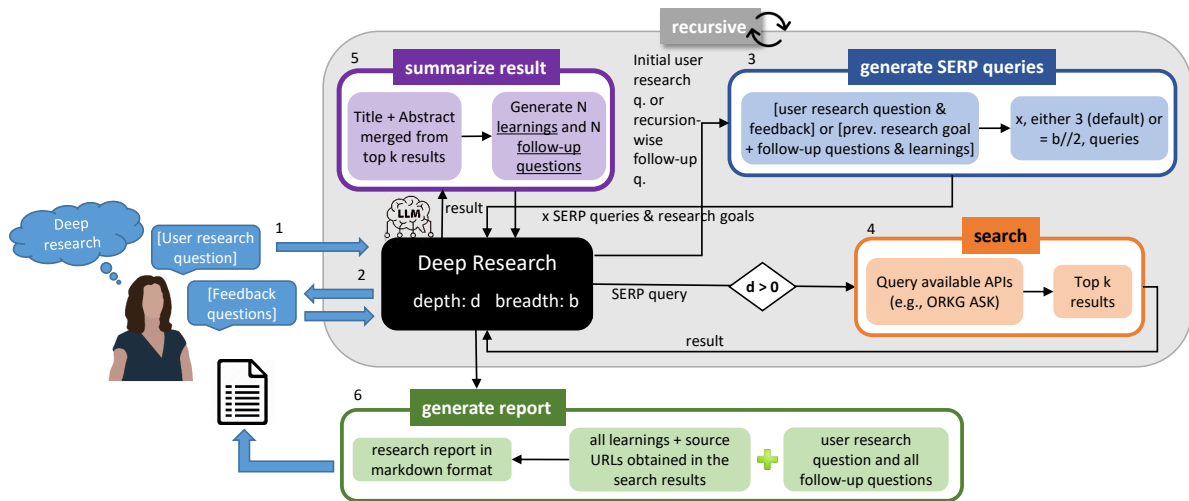 recursive
5
summarize result
Title + Abstract
merged from
top k results
Generate N
learnings and N
follow-up
questions
Initial user
research
q. or
recursion-
wise
follow-up
q.
3
generate SERP queries
[user research question &
feedback] or [prev. research goal
+ follow-up questions & learnings]
x, either 3 (default) or
= b//2, queries
LLM
result
x SERP queries & research goals
Deep
research
[User research
question]
1
2
[Feedback
questions]
Deep Research
depth: d breadth: b
SERP query
d > 0
4
search
Query available APIs
(e.g., ORKG ASK)
Top k
results
result
6
generate report
research report in
markdown format
all learnings + source
URLs obtained in the
search results
user research
question and all
follow-up questions